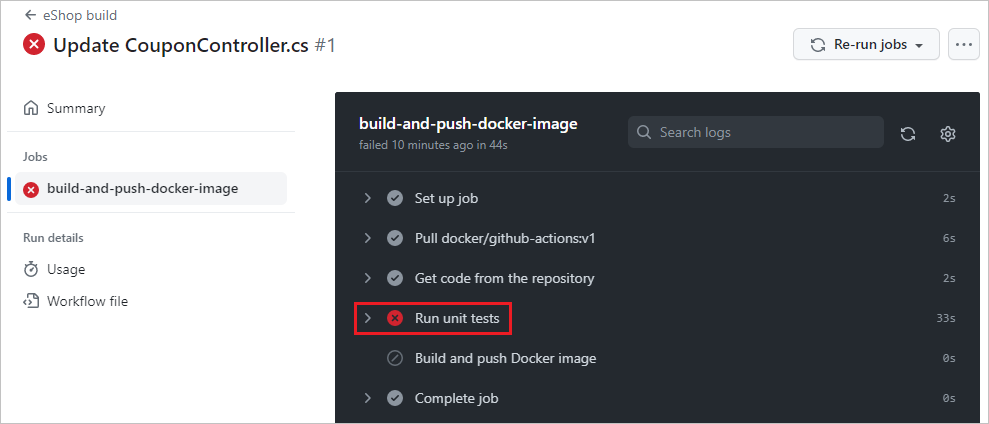 eShop build
Update CouponController.cs #1
Re-run jobs
Summary
Jobs
build-and-push-docker-image
Run details
Usage
Workflow file
build-and-push-docker-image
failed 10 minutes ago in 44s
Search logs
Set up job 2s
Pull docker/github-actions:v1 6s
Get code from the repository 2s
Run unit tests 33s
Build and push Docker image 0s
Complete job 0s